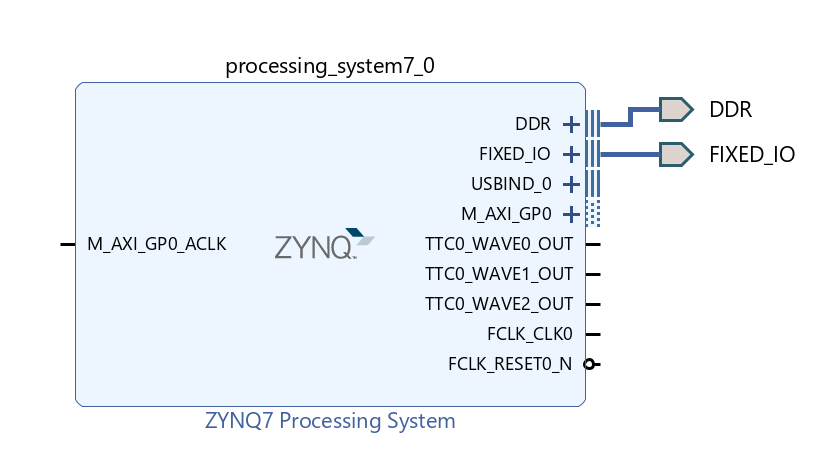 processing_system7_0
DDR
FIXED_IO
USBIND_0
M_AXI_GP0
TTC0_WAVE0_OUT
TTC0_WAVE1_OUT
TTC0_WAVE2_OUT
FCLK_CLK0
FCLK_RESET0_N
M_AXI_GP0_ACLK
ZYNQ
DDR
FIXED_IO
ZYNQ7 Processing System